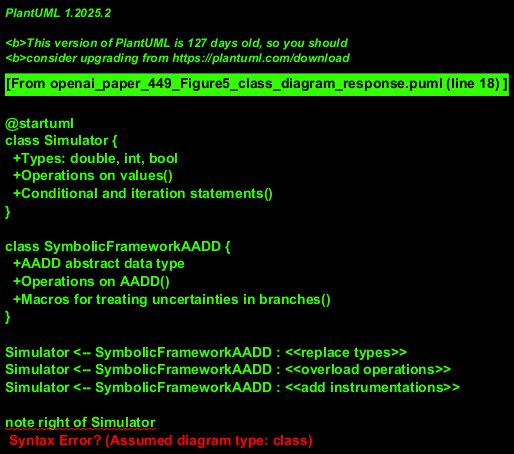 PlantUML 1.2025.2
<b>This version of PlantUML is 127 days old, so you should
<b>consider upgrading from https://plantuml.com/download
[From openai_paper_449_Figure5_class_diagram_response.puml (line 18) ]
@startuml
class Simulator {
+Types: double, int, bool
+Operations on values()
+Conditional and iteration statements()
}
class SymbolicFrameworkAADD {
+AADD abstract data type
+Operations on AADD()
+Macros for treating uncertainties in branches()
}
Simulator <-- SymbolicFrameworkAADD : <<replace types>>
Simulator <-- SymbolicFrameworkAADD : <<overload operations>>
Simulator <-- SymbolicFrameworkAADD : <<add instrumentations>>
note right of Simulator
Syntax Error? (Assumed diagram type: class)